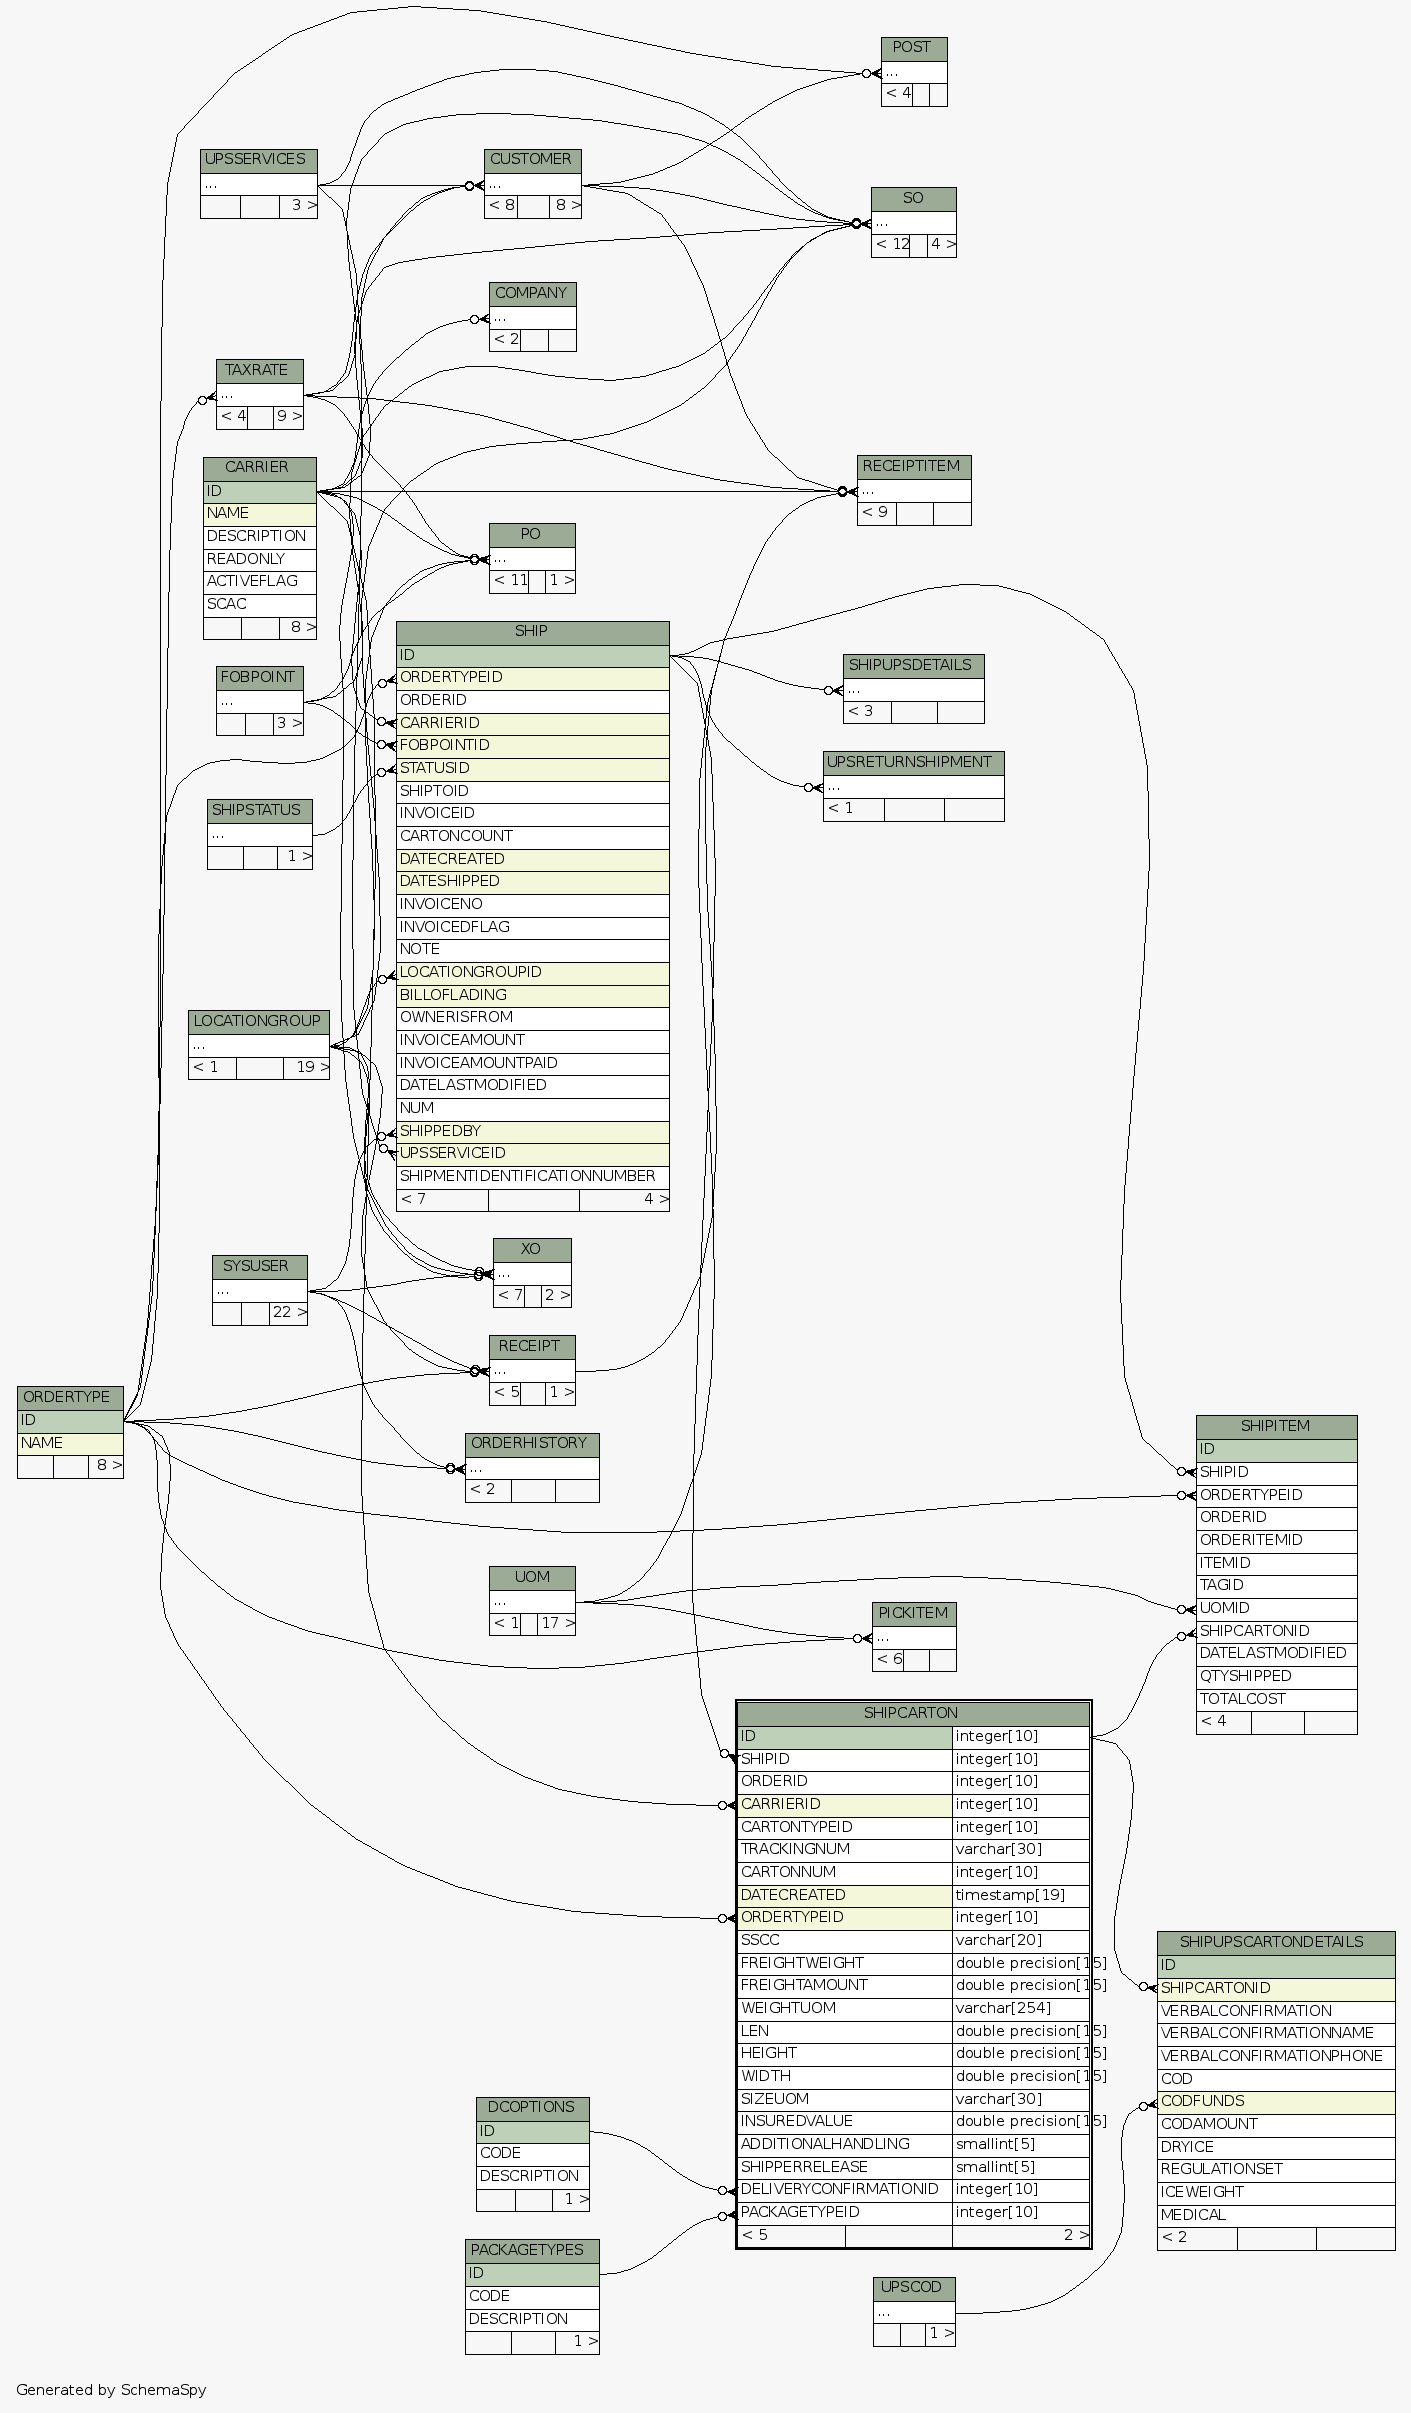 POST
...
< 4
UPSSERVICES
...
3 >
CUSTOMER
...
< 8 8 >
SO
...
< 12 4 >
COMPANY
...
< 2
TAXRATE
...
< 4 9 >
CARRIER
ID
NAME
DESCRIPTION
READONLY
ACTIVEFLAG
SCAC
8 >
RECEIPTITEM
...
< 9
PO
...
< 11 1 >
SHIP
ID
ORDERTYPEID
ORDERID
CARRIERID
FOBPOINTID
STATUSID
SHIPTOID
INVOICEID
CARTONCOUNT
DATECREATED
DATESHIPPED
INVOICENO
INVOICEDFLAG
NOTE
LOCATIONGROUPID
BILLOFLADING
OWNERISFROM
INVOICEAMOUNT
INVOICEAMOUNTPAID
DATELASTMODIFIED
NUM
SHIPPEDBY
UPSSERVICEID
SHIPMENTIDENTIFICATIONNUMBER
< 7 4 >
SHIPUPSDETAILS
...
< 3
FOBPOINT
...
3 >
UPSRETURNSHIPMENT
...
< 1
SHIPSTATUS
...
1 >
LOCATIONGROUP
...
< 1 19 >
XO
...
< 7 2 >
SYSUSER
...
22 >
RECEIPT
...
< 5 1 >
ORDERTYPE
ID
NAME
8 >
ORDERHISTORY
...
< 2
SHIPITEM
ID
SHIPID
ORDERTYPEID
ORDERID
ORDERITEMID
ITEMID
TAGID
UOMID
SHIPCARTONID
DATELASTMODIFIED
QTYSHIPPED
TOTALCOST
< 4
UOM
...
< 1 17 >
PICKITEM
...
< 6
SHIPCARTON
ID integer[10]
SHIPID integer[10]
ORDERID integer[10]
CARRIERID integer[10]
CARTONTYPEID integer[10]
TRACKINGNUM varchar[30]
CARTONNUM integer[10]
DATECREATED timestamp[19]
ORDERTYPEID integer[10]
SSCC varchar[20]
FREIGHTWEIGHT double precision[15]
FREIGHTAMOUNT double precision[15]
WEIGHTUOM varchar[254]
LEN double precision[15]
HEIGHT double precision[15]
WIDTH double precision[15]
SIZEUOM varchar[30]
INSUREDVALUE double precision[15]
ADDITIONALHANDLING smallint[5]
SHIPPERRELEASE smallint[5]
DELIVERYCONFIRMATIONID integer[10]
PACKAGETYPEID integer[10]
< 5 2 >
SHIPUPSCARTONDETAILS
ID
SHIPCARTONID
VERBALCONFIRMATION
VERBALCONFIRMATIONNAME
VERBALCONFIRMATIONPHONE
COD
CODFUNDS
CODAMOUNT
DRYICE
REGULATIONSET
ICEWEIGHT
MEDICAL
< 2
DCOPTIONS
ID
CODE
DESCRIPTION
1 >
PACKAGETYPES
ID
CODE
DESCRIPTION
1 >
UPSCOD
...
1 >
Generated by SchemaSpy